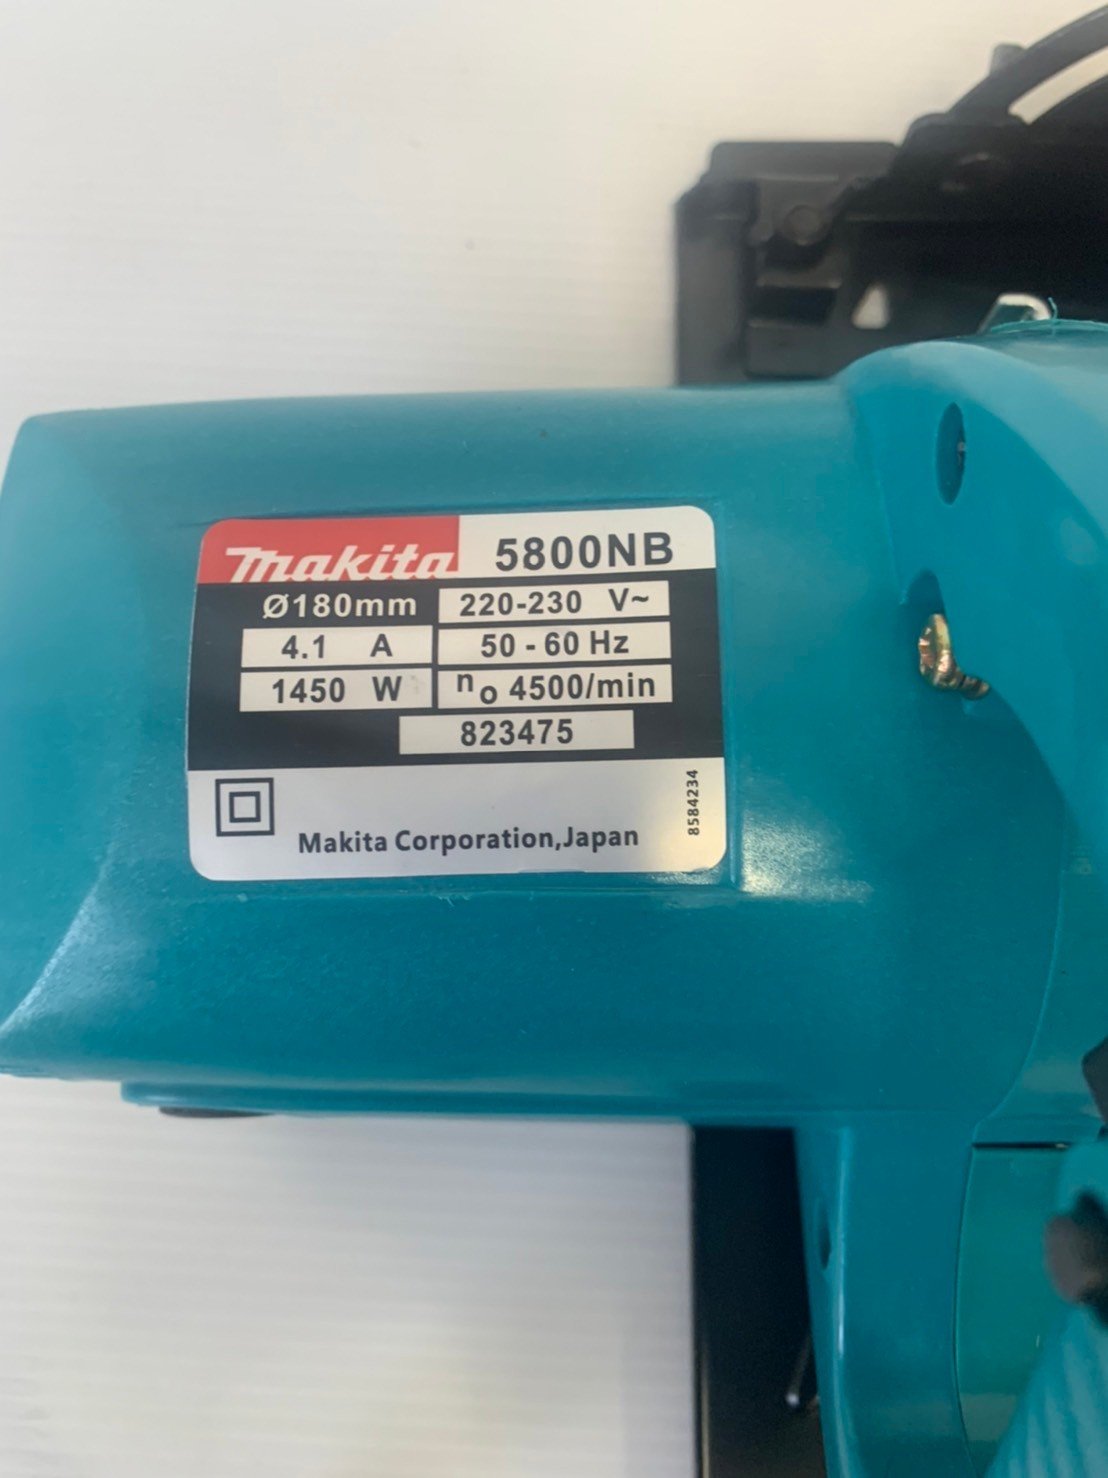 makita 5800NB
Ø180mm 220-230 V~
4.1 A 50 - 60 Hz
1450 W no 4500/min
823475
Makita Corporation,Japan
8584234